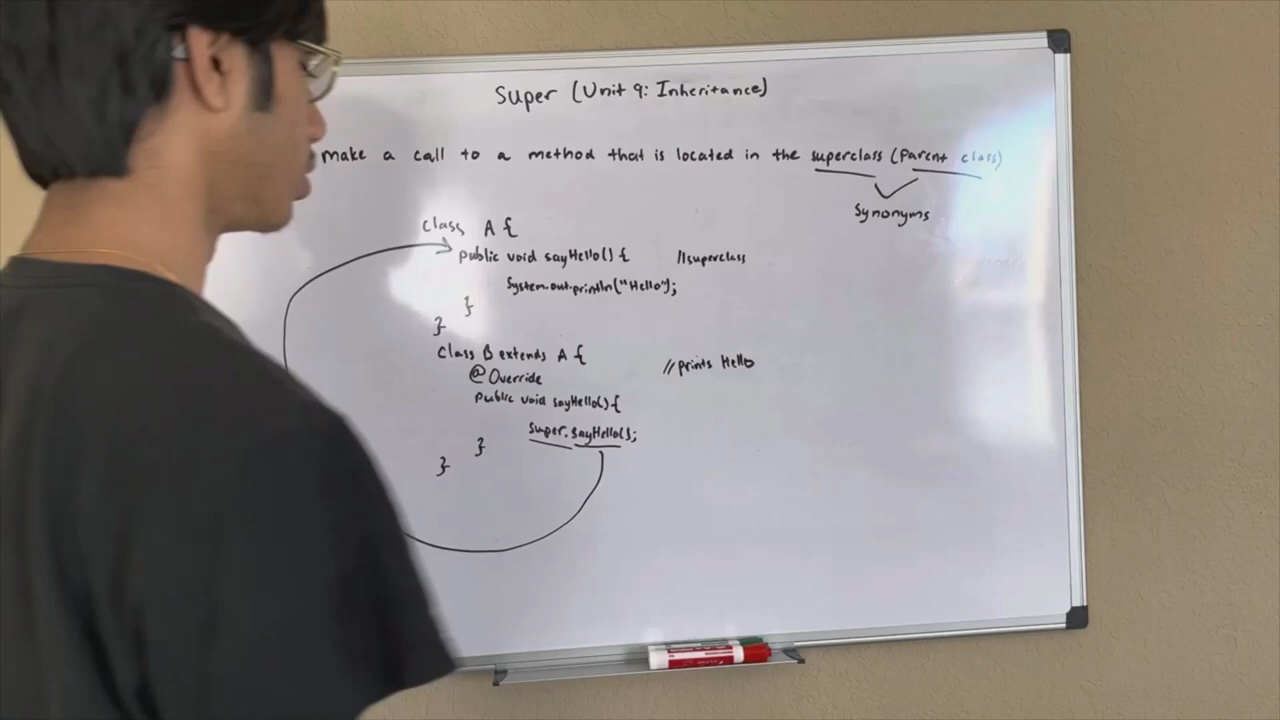 Super (Unit 9: Inheritance)
make a call to a method that is located in the superclass (Parent class)
Synonyms
class A {
public void sayHello() { //superclass
System.out.println("Hello");
}
}
class B extends A { //prints Hello
@Override
public void sayHello() {
super.sayHello();
}
}